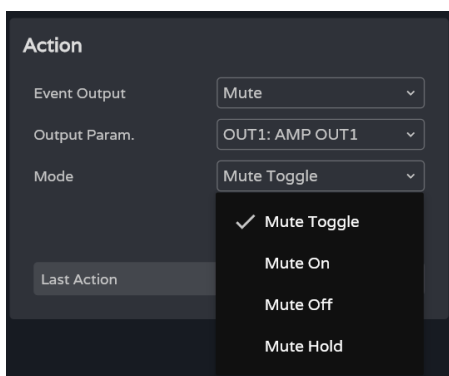 Action
Event Output Mute
Output Param. OUT1: AMP OUT1
Mode Mute Toggle
Mute Toggle
Mute On
Last Action
Mute Off
Mute Hold